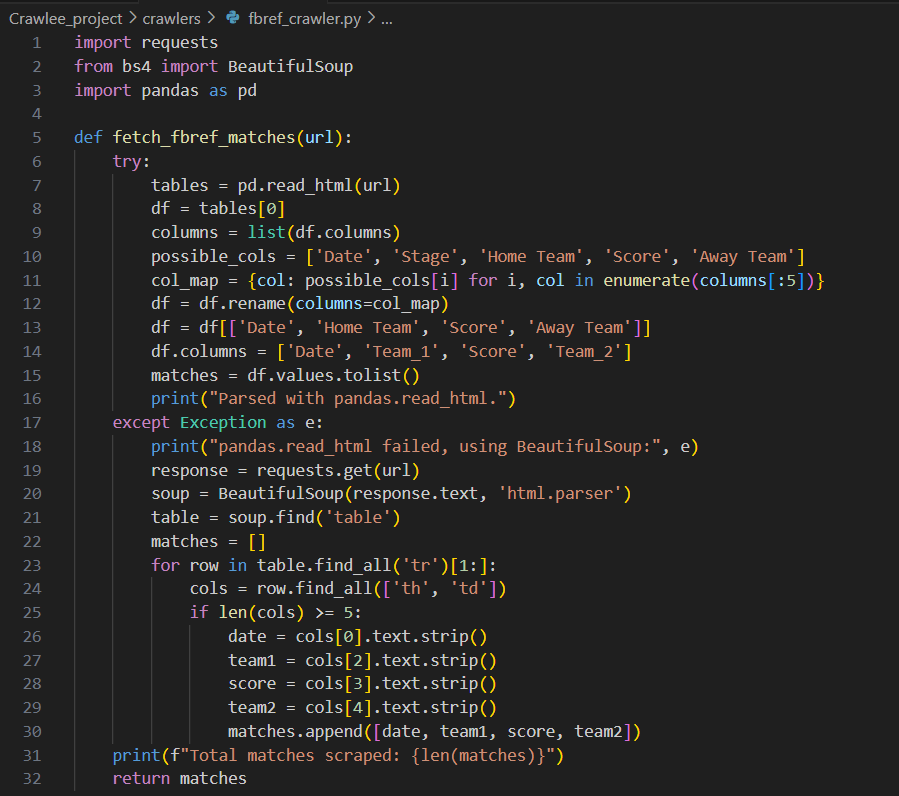 Crawlee_project > crawlers > fbref_crawler.py > ...
1 import requests
2 from bs4 import BeautifulSoup
3 import pandas as pd
4
5 def fetch_fbref_matches(url):
6     try:
7         tables = pd.read_html(url)
8         df = tables[0]
9         columns = list(df.columns)
10         possible_cols = ['Date', 'Stage', 'Home Team', 'Score', 'Away Team']
11         col_map = {col: possible_cols[i] for i, col in enumerate(columns[:5])}
12         df = df.rename(columns=col_map)
13         df = df[['Date', 'Home Team', 'Score', 'Away Team']]
14         df.columns = ['Date', 'Team_1', 'Score', 'Team_2']
15         matches = df.values.tolist()
16         print("Parsed with pandas.read_html.")
17     except Exception as e:
18         print("pandas.read_html failed, using BeautifulSoup:", e)
19         response = requests.get(url)
20         soup = BeautifulSoup(response.text, 'html.parser')
21         table = soup.find('table')
22         matches = []
23         for row in table.find_all('tr')[1:]:
24             cols = row.find_all(['th', 'td'])
25             if len(cols) >= 5:
26                 date = cols[0].text.strip()
27                 team1 = cols[2].text.strip()
28                 score = cols[3].text.strip()
29                 team2 = cols[4].text.strip()
30                 matches.append([date, team1, score, team2])
31     print(f"Total matches scraped: {len(matches)}")
32     return matches